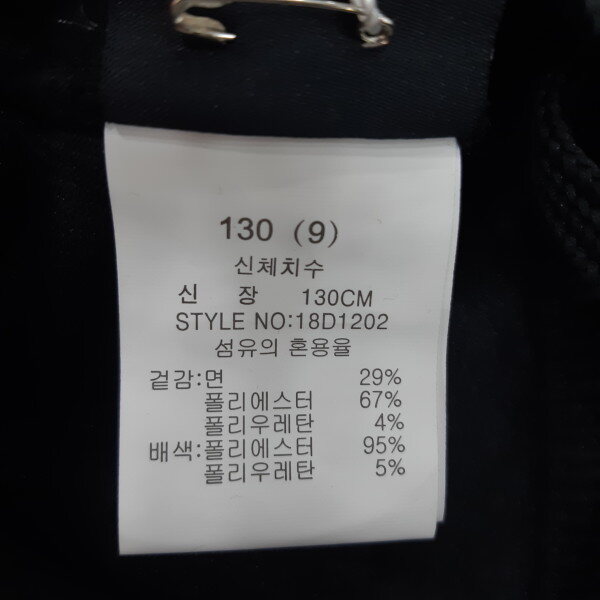 130 (9)
신체치수
신 장 130CM
STYLE NO:18D1202
섬유의 혼용율
겉감:면 29%
폴리에스터 67%
폴리우레탄 4%
배색:폴리에스터 95%
폴리우레탄 5%